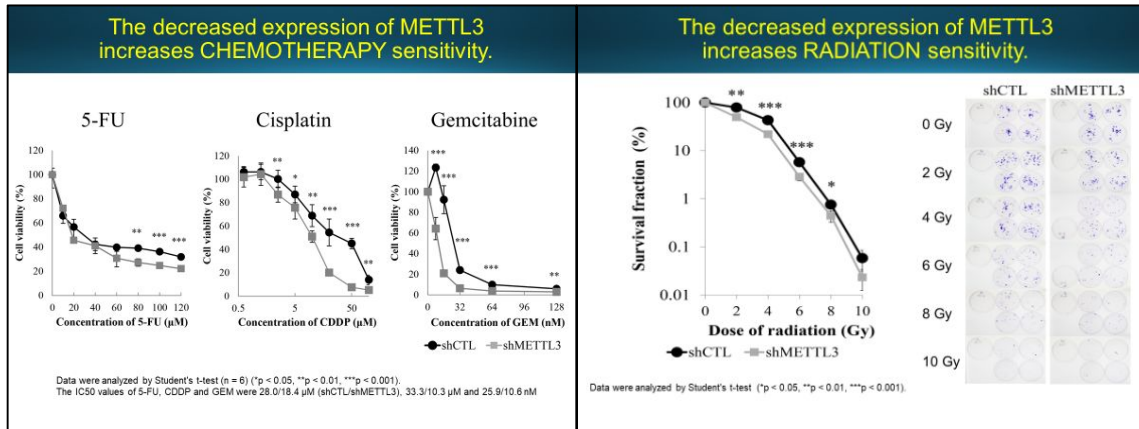 The decreased expression of METTL3
increases CHEMOTHERAPY sensitivity.
5-FU
Cisplatin
Gemcitabine
Cell viability (%)
120
100
80
60
40
20
0
** *** ***
0 20 40 60 80 100 120
Concentration of 5-FU (μM)
Cell viability (%)
120
100
80
60
40
20
0
** * ** *** *** **
0.5 5 50
Concentration of CDDP (μM)
Cell viability (%)
140
120
100
80
60
40
20
0
*** *** *** *** **
0 32 64 96 128
Concentration of GEM (nM)
shCTL shMETTL3
Data were analyzed by Student's t-test (n = 6) (*p < 0.05, **p < 0.01, ***p < 0.001).
The IC50 values of 5-FU, CDDP and GEM were 28.0/18.4 μM (shCTL/shMETTL3), 33.3/10.3 μM and 25.9/10.6 nM
The decreased expression of METTL3
increases RADIATION sensitivity.
Survival fraction (%)
100
10
1
0.1
0.01
** *** *** *
0 2 4 6 8 10
Dose of radiation (Gy)
shCTL shMETTL3
shCTL shMETTL3
0 Gy
2 Gy
4 Gy
6 Gy
8 Gy
10 Gy
Data were analyzed by Student's t-test (*p < 0.05, **p < 0.01, ***p < 0.001).